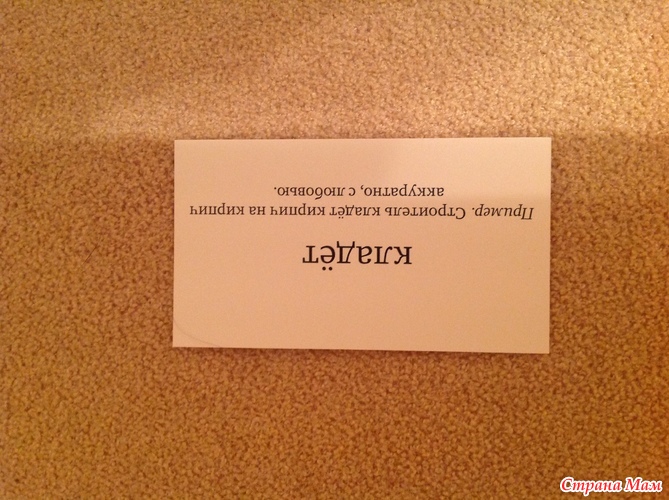 кладёт
Пример. Строитель кладёт кирпич на кирпич
аккуратно, с любовью.
Страна Мам